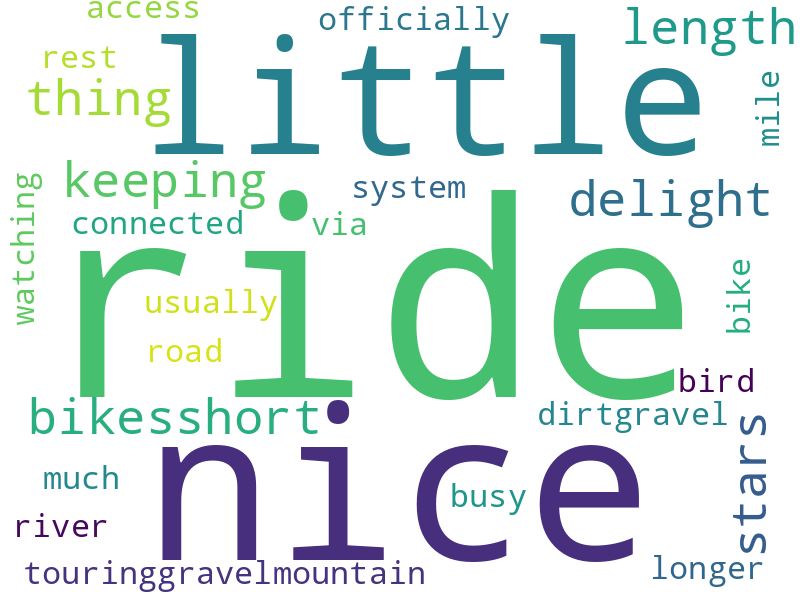 access
officially
length
little
rest
thing
mile
keeping
system
delight
watching
connected
via
ride
bike
usually
road
bird
bikesshort
dirtgravel
stars
nice
much
busy
river
touringgravelmountain
longer